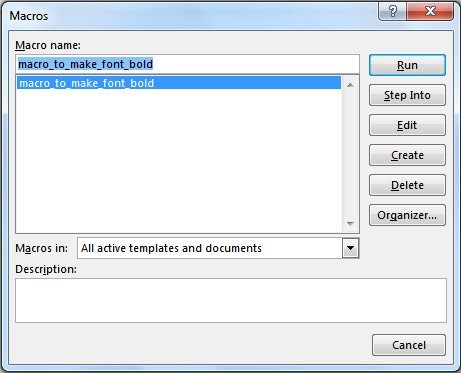 Macros
Macro name:
macro_to_make_font_bold
macro_to_make_font_bold
Run
Step Into
Edit
Create
Delete
Organizer...
Macros in: All active templates and documents
Description:
Cancel